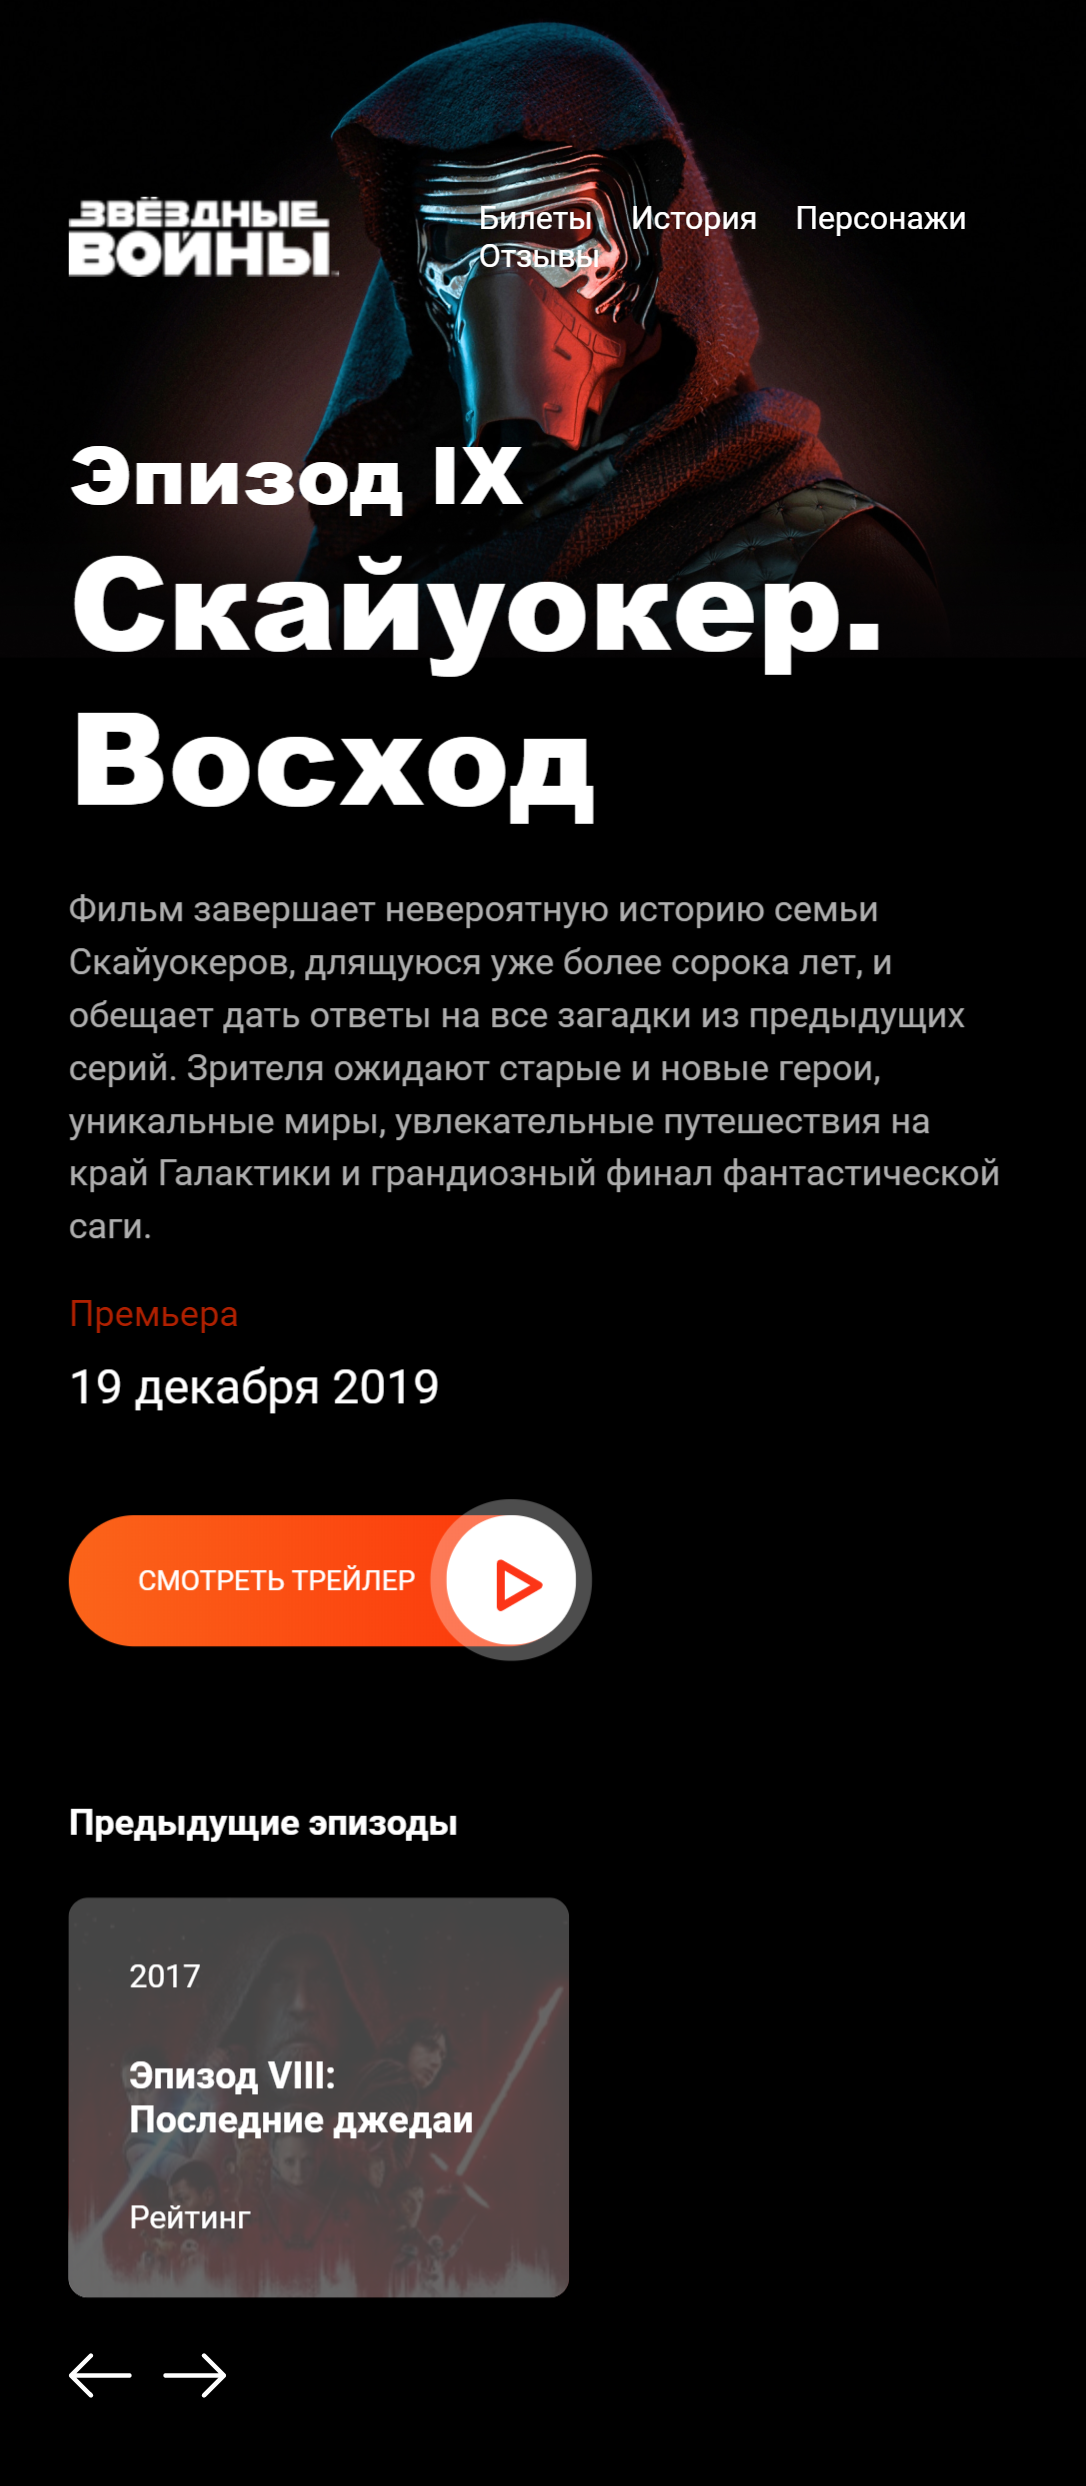 ЗВЁЗДНЫЕ
ВОЙНЫ
Билеты История Персонажи
Отзывы
Эпизод IX
Скайуокер.
Восход
Фильм завершает невероятную историю семьи
Скайуокеров, длящуюся уже более сорока лет, и
обещает дать ответы на все загадки из предыдущих
серий. Зрителя ожидают старые и новые герои,
уникальные миры, увлекательные путешествия на
край Галактики и грандиозный финал фантастической
саги.
Премьера
19 декабря 2019
СМОТРЕТЬ ТРЕЙЛЕР
Предыдущие эпизоды
2017
Эпизод VIII:
Последние джедаи
Рейтинг